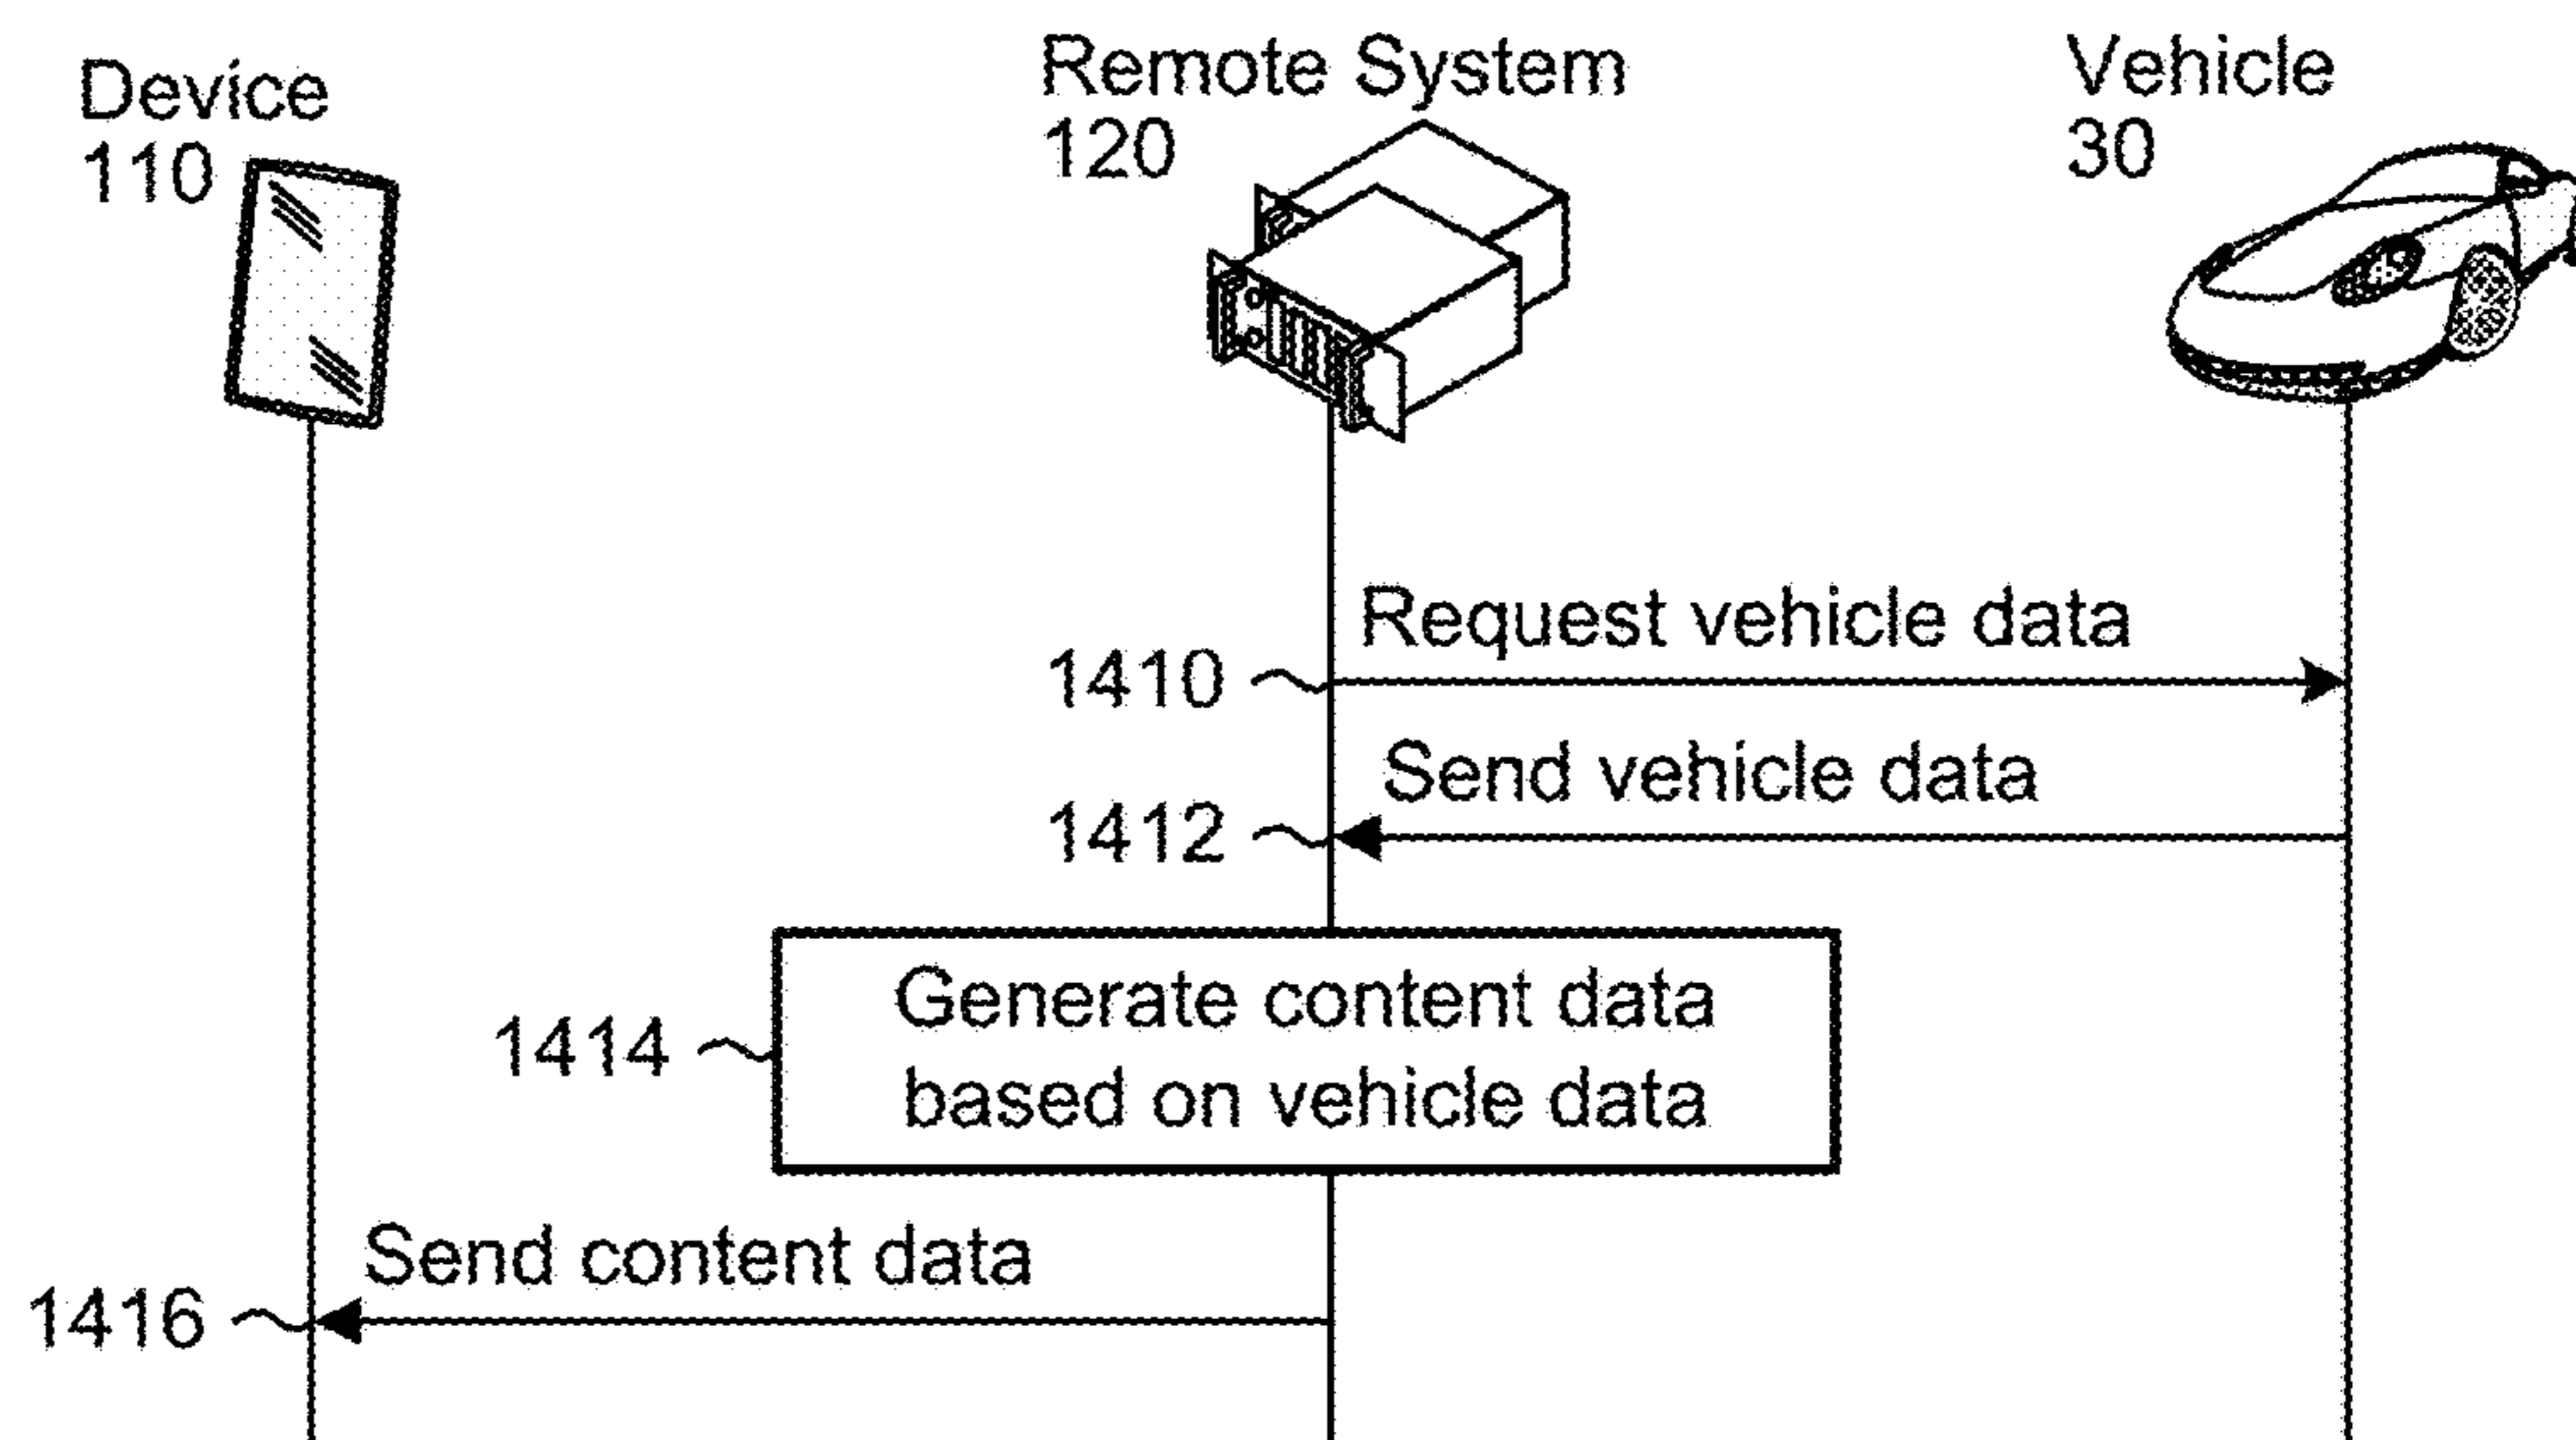 Device
110
Remote System
120
Vehicle
30
Request vehicle data
1410
Send vehicle data
1412
Generate content data
based on vehicle data
1414
Send content data
1416